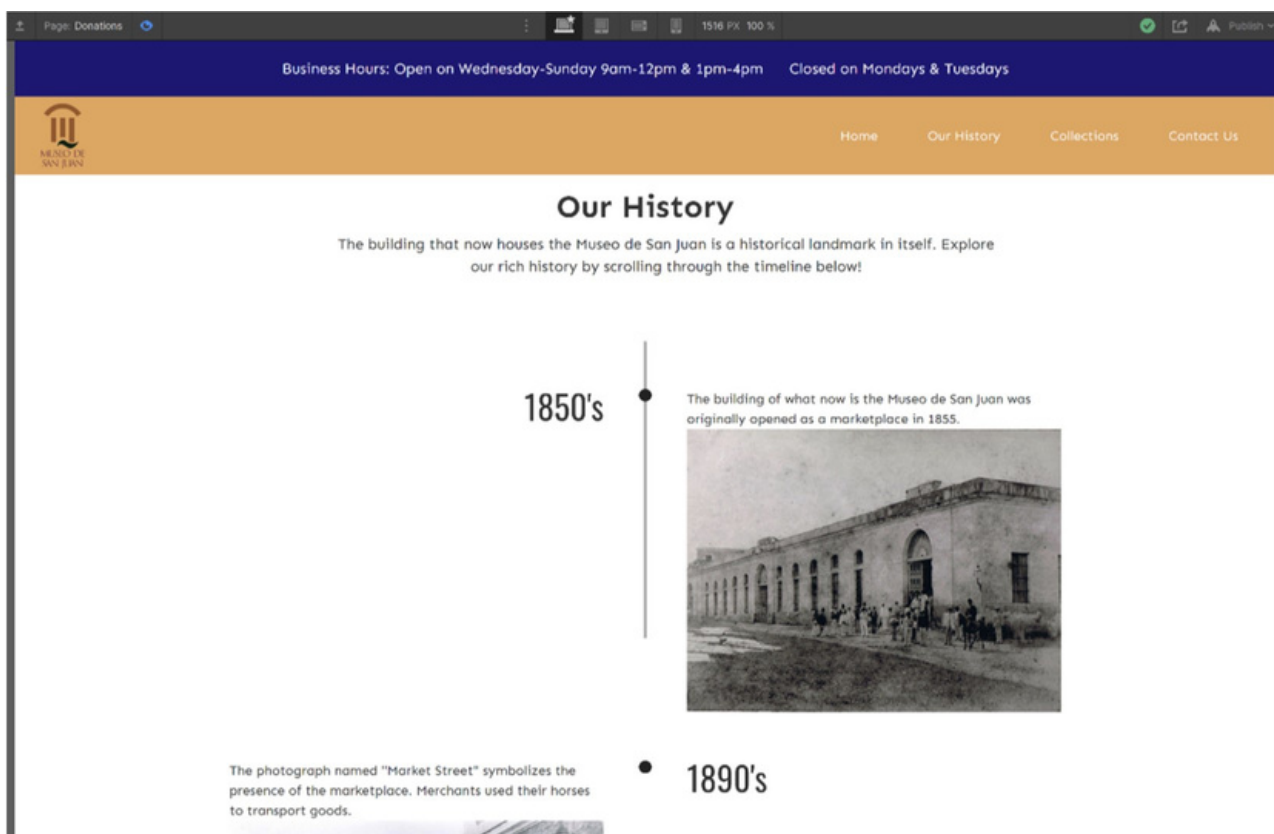 Page: Donations
1516 PX 100 %
Publish
Business Hours: Open on Wednesday-Sunday 9am-12pm & 1pm-4pm Closed on Mondays & Tuesdays
MUSEO DE
SAN JUAN
Home Our History Collections Contact Us
Our History
The building that now houses the Museo de San Juan is a historical landmark in itself. Explore
our rich history by scrolling through the timeline below!
1850's
The building of what now is the Museo de San Juan was
originally opened as a marketplace in 1855.
The photograph named "Market Street" symbolizes the
presence of the marketplace. Merchants used their horses
to transport goods.
1890's